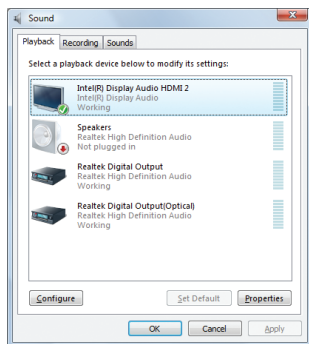 Sound
Playback Recording Sounds
Select a playback device below to modify its settings:
Intel(R) Display Audio HDMI 2
Intel(R) Display Audio
Working
Speakers
Realtek High Definition Audio
Not plugged in
Realtek Digital Output
Realtek High Definition Audio
Working
Realtek Digital Output(Optical)
Realtek High Definition Audio
Working
Configure Set Default Properties
OK Cancel Apply